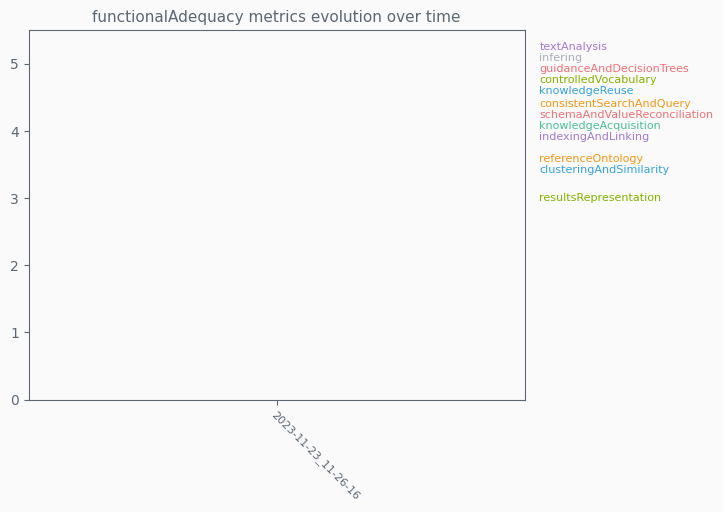 functionalAdequacy metrics evolution over time
5
4
3
2
1
0
2023-11-23_11-26-16
textAnalysis
infering
guidanceAndDecisionTrees
controlledVocabulary
knowledgeReuse
consistentSearchAndQuery
schemaAndValueReconciliation
knowledgeAcquisition
indexingAndLinking
referenceOntology
clusteringAndSimilarity
resultsRepresentation